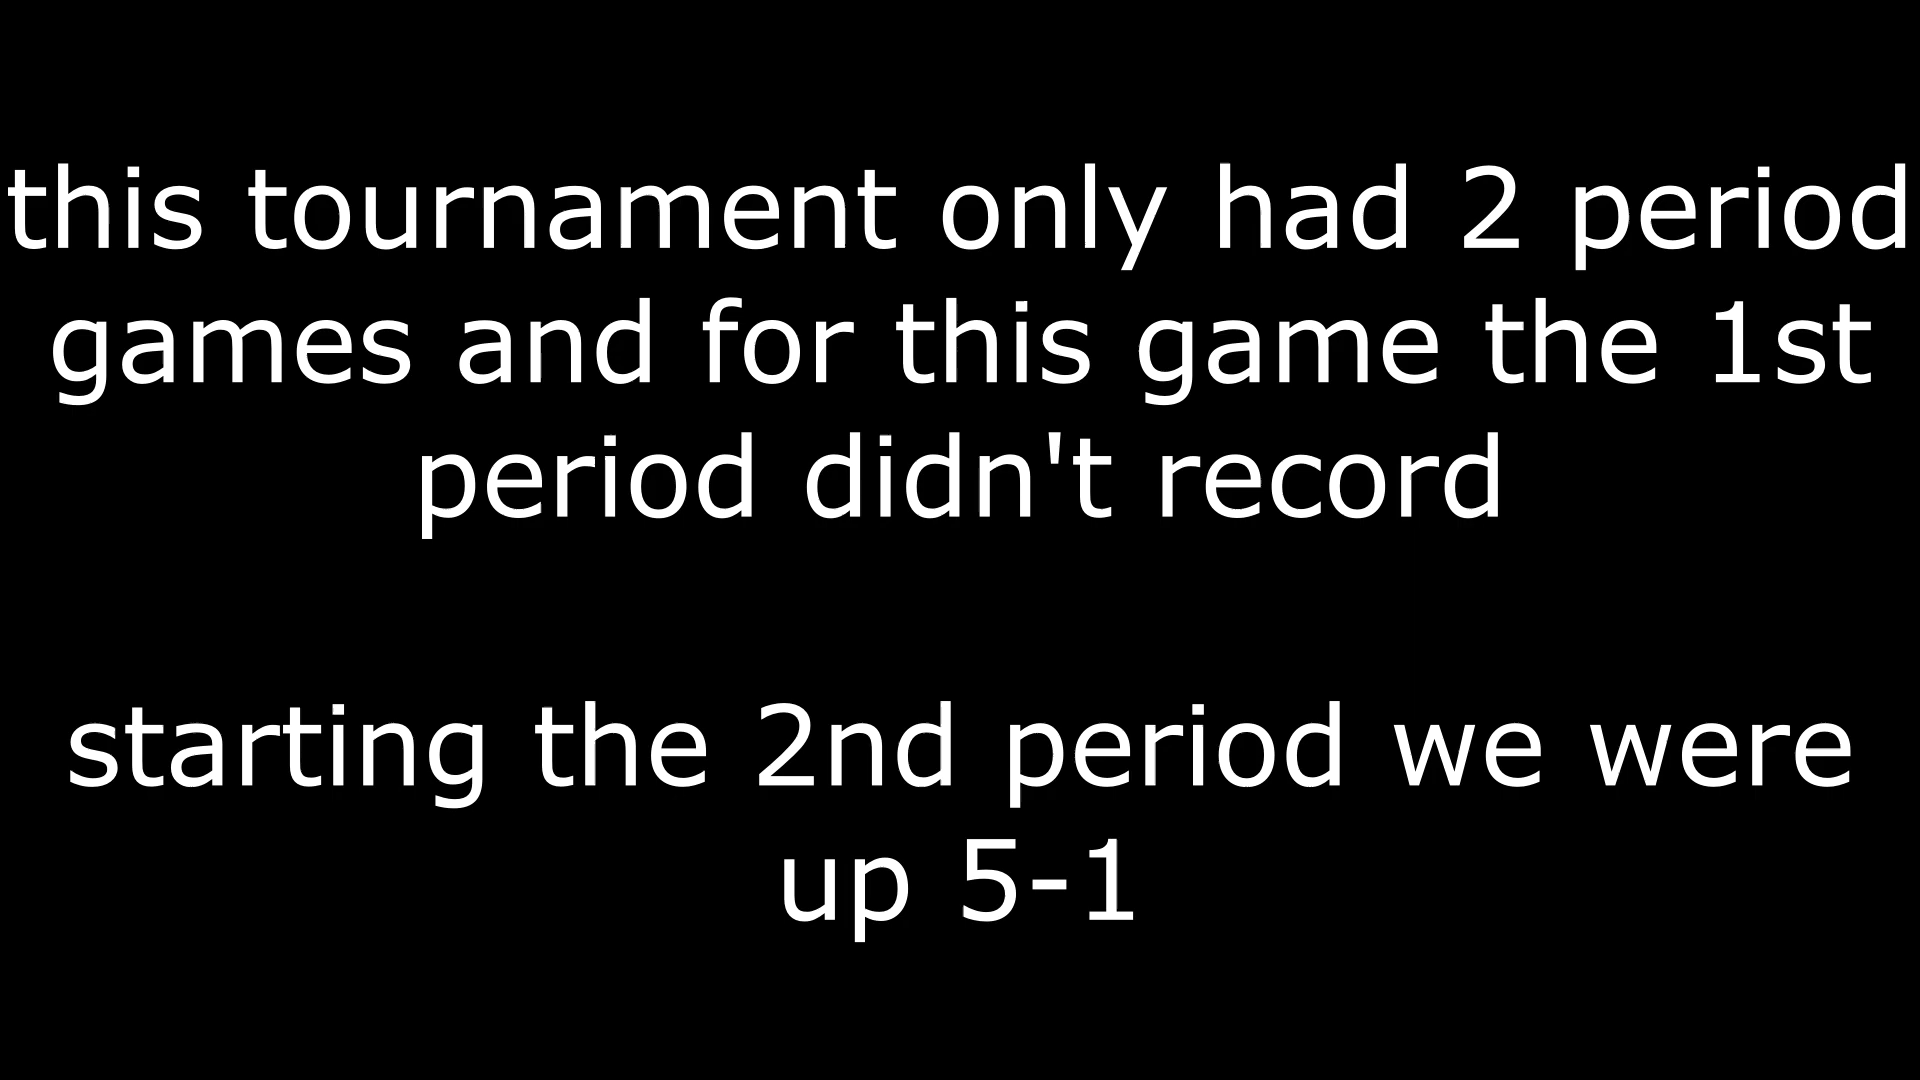 this tournament only had 2 period
games and for this game the 1st
period didn't record
starting the 2nd period we were
up 5-1